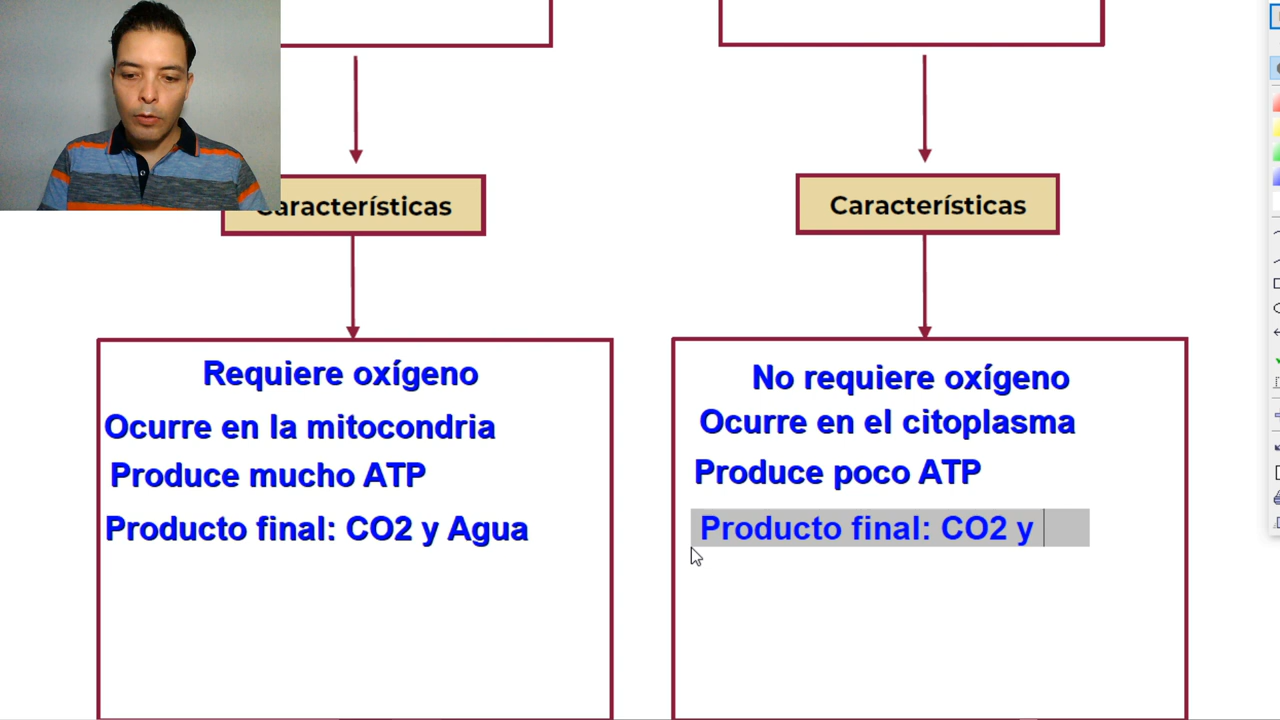 Características
Requiere oxígeno
Ocurre en la mitocondria
Produce mucho ATP
Producto final: CO2 y Agua
Características
No requiere oxígeno
Ocurre en el citoplasma
Produce poco ATP
Producto final: CO2 y